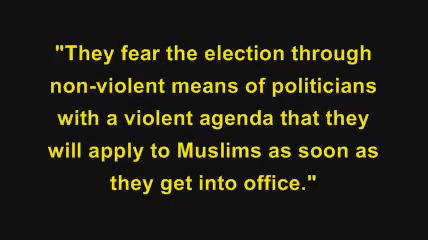 "They fear the election through
non-violent means of politicians
with a violent agenda that they
will apply to Muslims as soon as
they get into office."